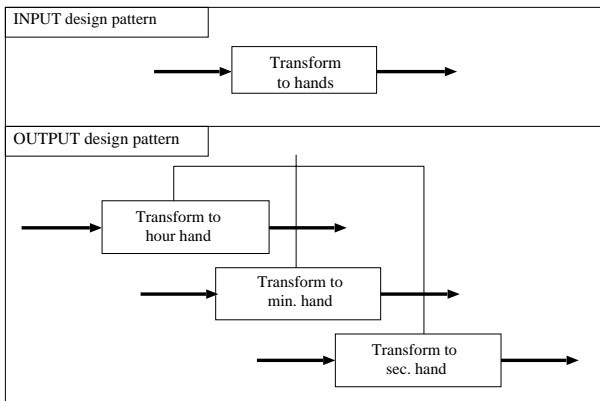 INPUT design pattern
Transform
to hands
OUTPUT design pattern
Transform to
hour hand
Transform to
min. hand
Transform to
sec. hand